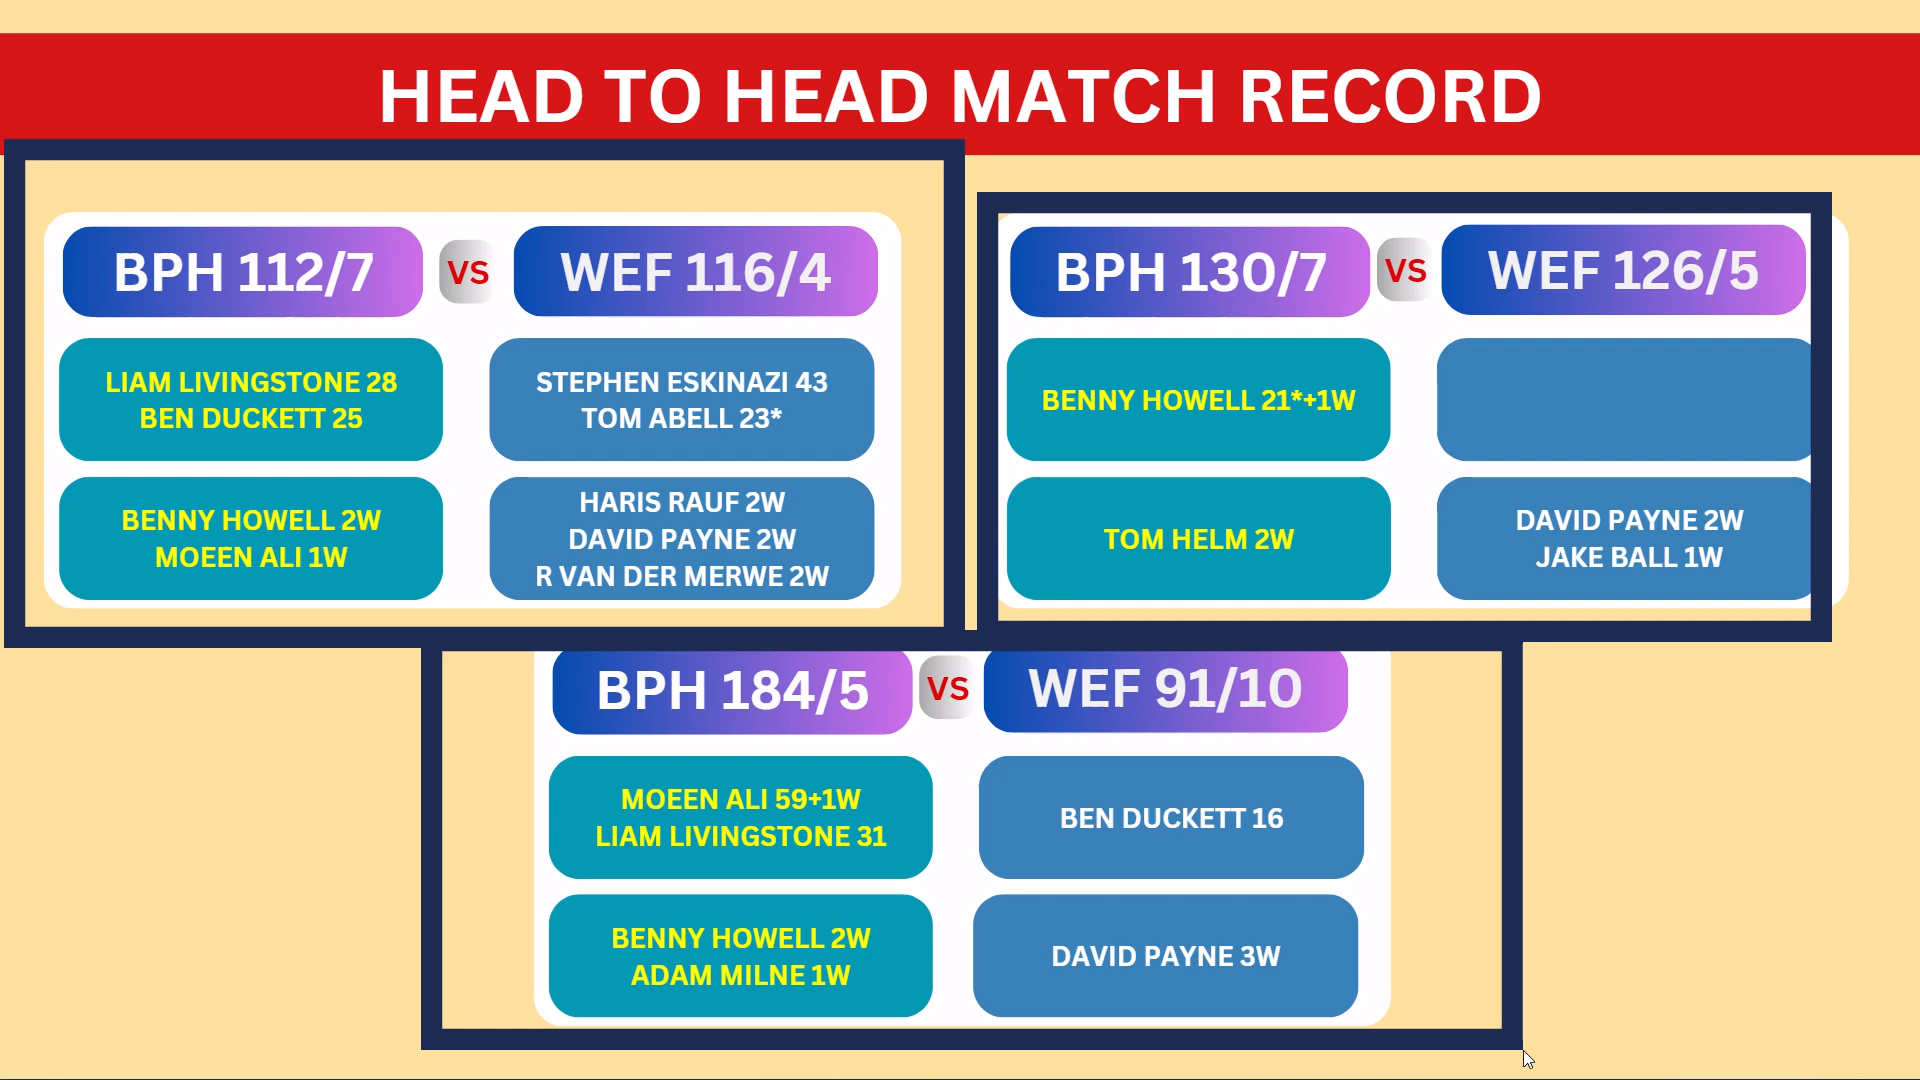 HEAD TO HEAD MATCH RECORD
BPH 112/7
VS
WEF 116/4
LIAM LIVINGSTONE 28
BEN DUCKETT 25
STEPHEN ESKINAZI 43
TOM ABELL 23*
BENNY HOWELL 2W
MOEEN ALI 1W
HARIS RAUF 2W
DAVID PAYNE 2W
R VAN DER MERWE 2W
BPH 130/7
VS
WEF 126/5
BENNY HOWELL 21*+1W
TOM HELM 2W
DAVID PAYNE 2W
JAKE BALL 1W
BPH 184/5
VS
WEF 91/10
MOEEN ALI 59+1W
LIAM LIVINGSTONE 31
BEN DUCKETT 16
BENNY HOWELL 2W
ADAM MILNE 1W
DAVID PAYNE 3W